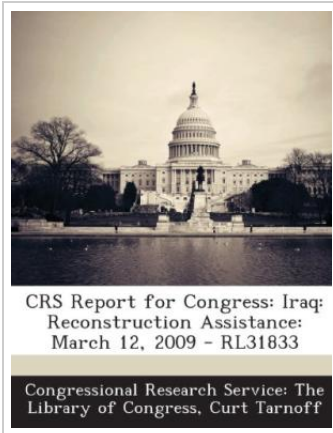 CRS Report for Congress: Iraq:
Reconstruction Assistance:
March 12, 2009 - RL31833
Congressional Research Service: The
Library of Congress, Curt Tarnoff